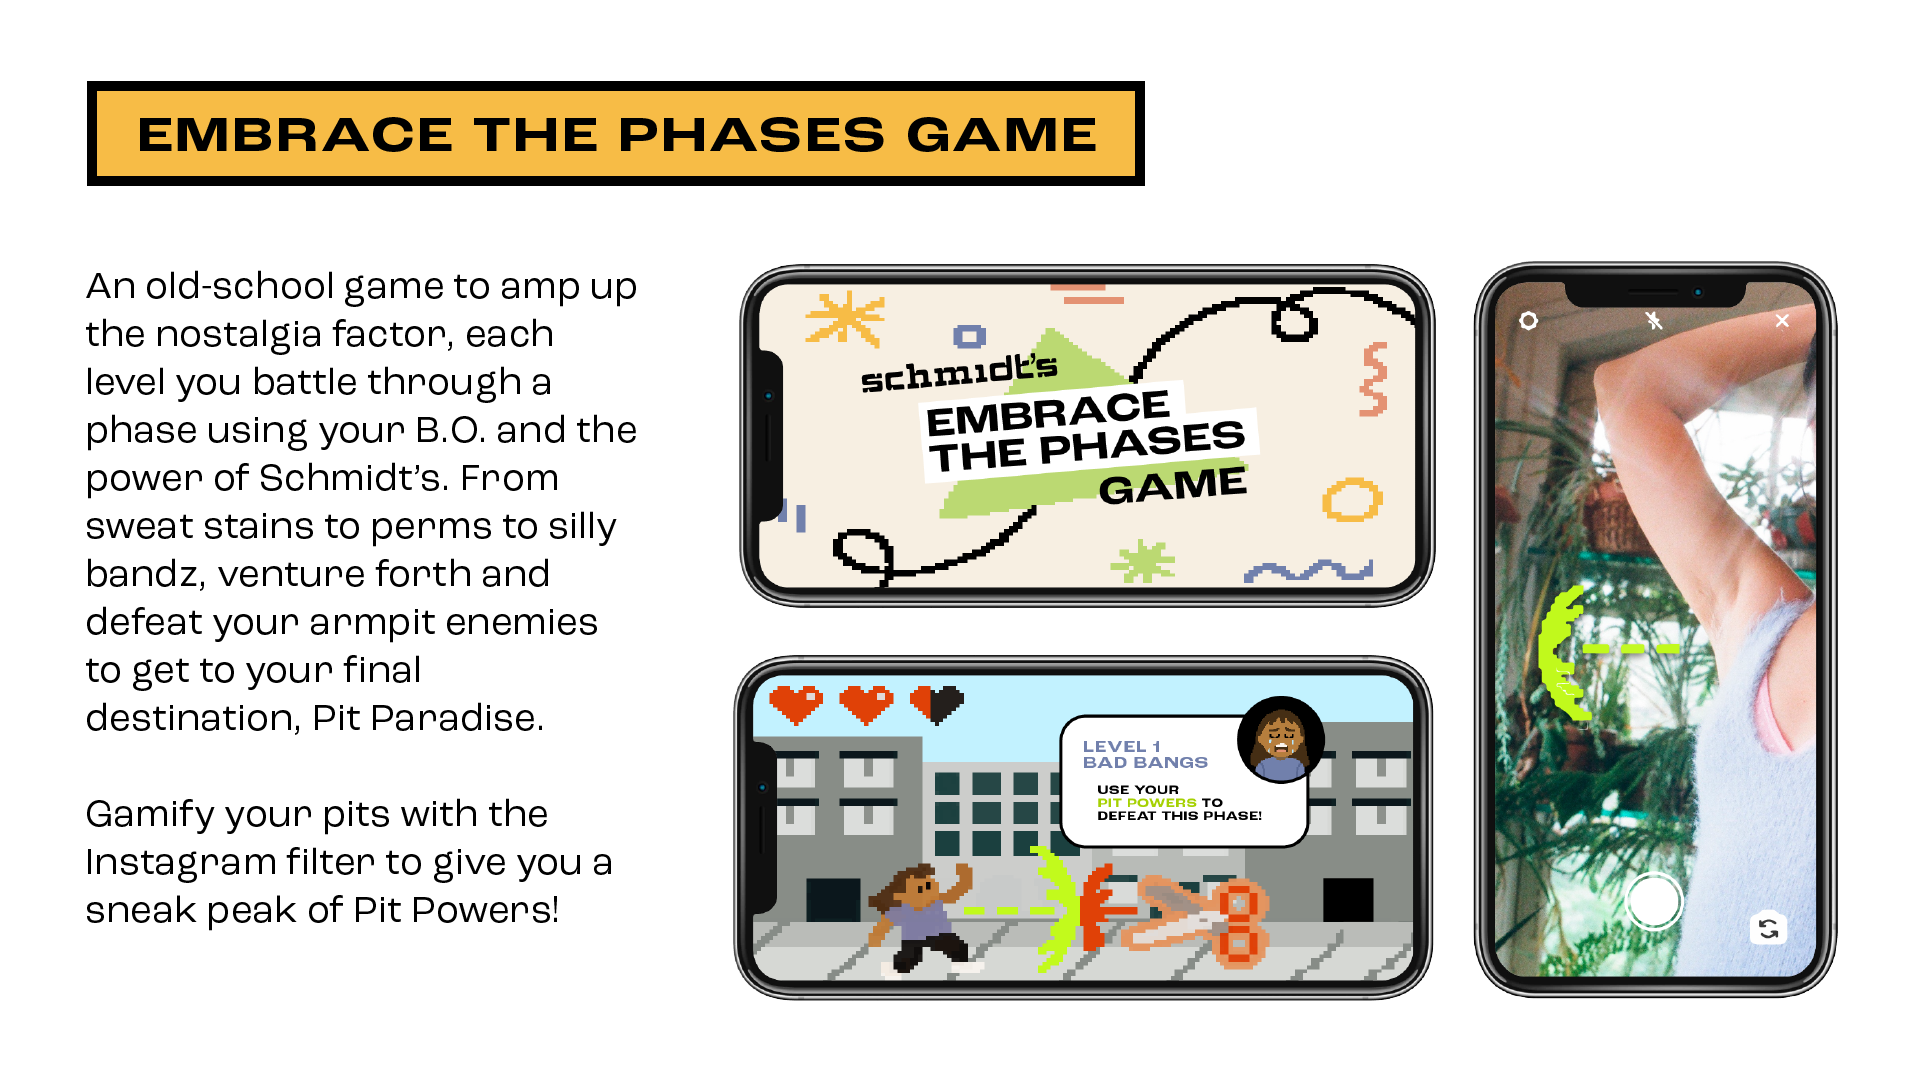 EMBRACE THE PHASES GAME
An old-school game to amp up
the nostalgia factor, each
level you battle through a
phase using your B.O. and the
power of Schmidt’s. From
sweat stains to perms to silly
bandz, venture forth and
defeat your armpit enemies
to get to your final
destination, Pit Paradise.
Gamify your pits with the
Instagram filter to give you a
sneak peak of Pit Powers!
schmidt’s
EMBRACE
THE PHASES
GAME
LEVEL 1
BAD BANGS
USE YOUR
PIT POWERS TO
DEFEAT THIS PHASE!